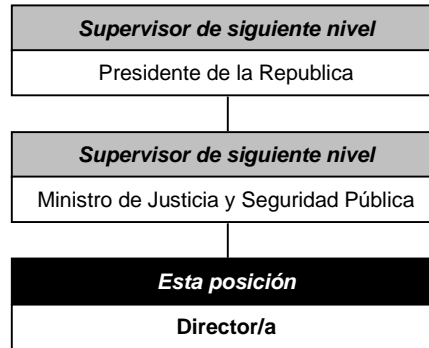 Supervisor de siguiente nivel
Presidente de la Republica
Supervisor de siguiente nivel
Ministro de Justicia y Seguridad Pública
Esta posición
Director/a